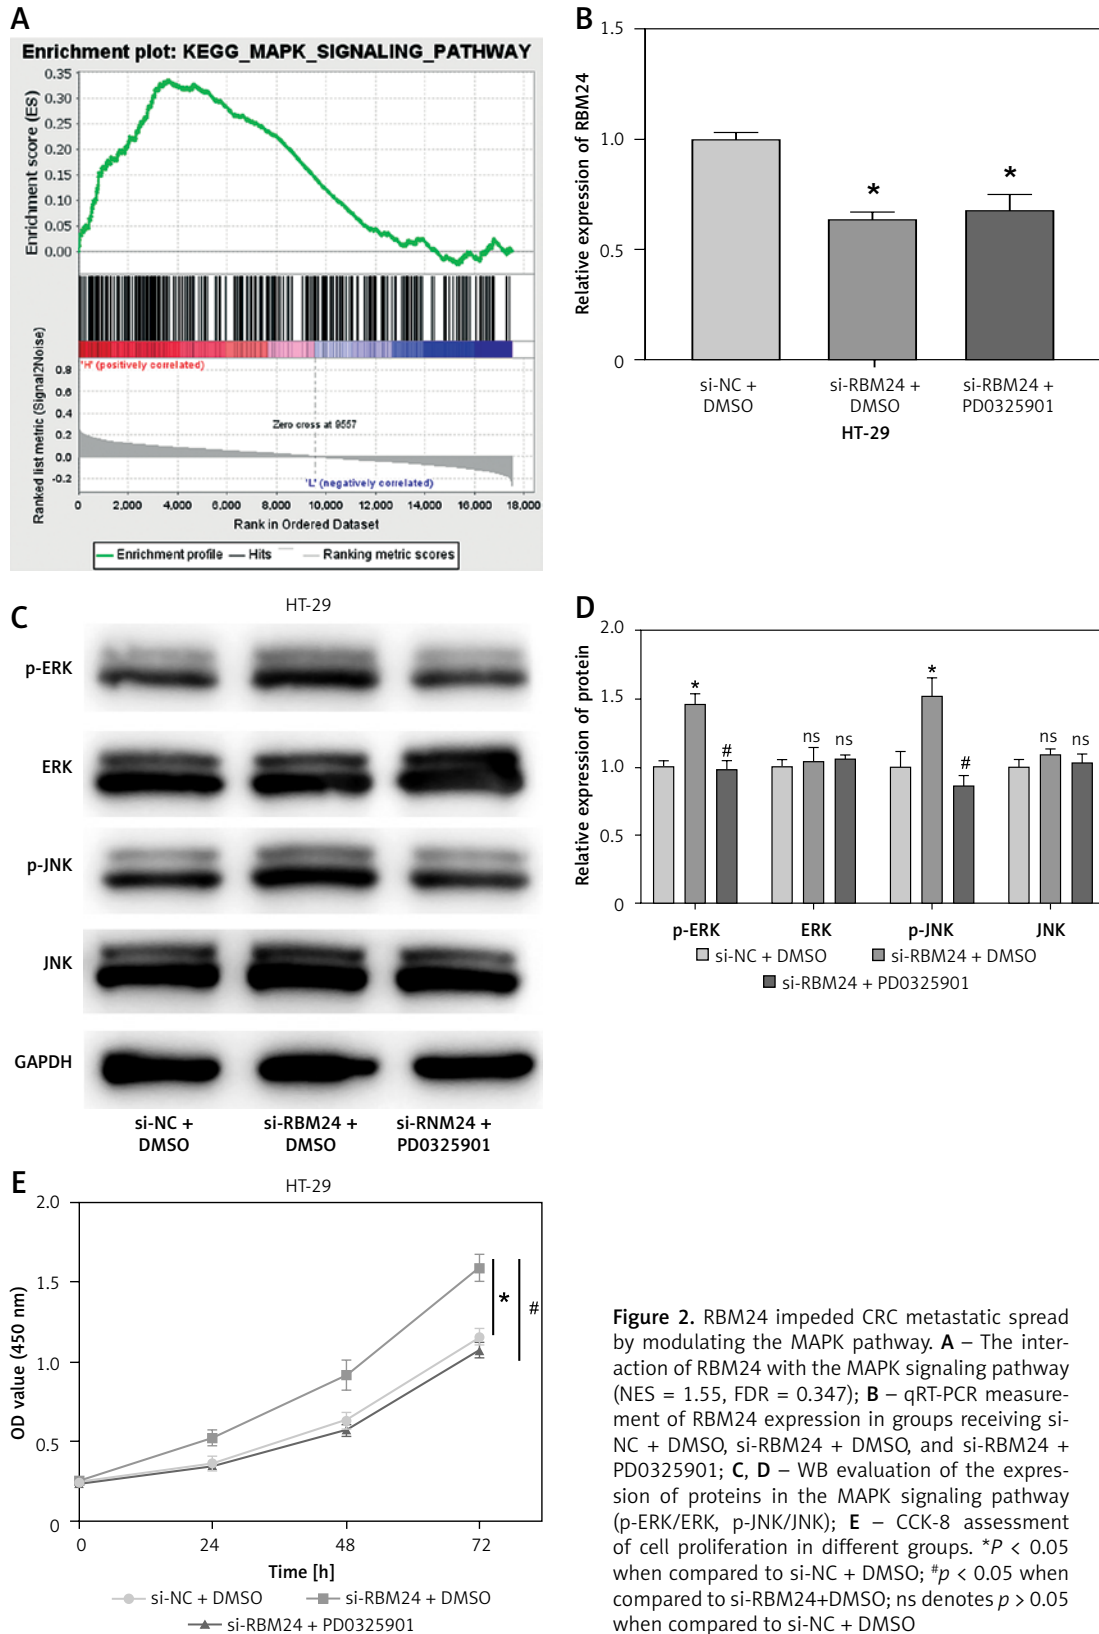 A
Enrichment plot: KEGG_MAPK_SIGNALING_PATHWAY
Enrichment score (ES)
0.35
0.30
0.25
0.20
0.15
0.10
0.05
0.00
'H' (positively correlated)
Ranked list metric (Signal2Noise)
0.8
0.6
0.4
0.2
0.0
-0.2
Zero cross at 9557
'L' (negatively correlated)
0 2,000 4,000 6,000 8,000 10,000 12,000 14,000 16,000 18,000
Rank in Ordered Dataset
Enrichment profile Hits Ranking metric scores
B
Relative expression of RBM24
1.5
1.0
0.5
0
* *
si-NC + si-RBM24 + si-RBM24 +
DMSO DMSO PD0325901
HT-29
C
HT-29
p-ERK
ERK
p-JNK
JNK
GAPDH
si-NC + si-RBM24 + si-RNM24 +
DMSO DMSO PD0325901
D
Relative expression of protein
2.0
1.5
1.0
0.5
0
* # ns ns * # ns ns
p-ERK ERK p-JNK JNK
si-NC + DMSO si-RBM24 + DMSO
si-RBM24 + PD0325901
E
HT-29
OD value (450 nm)
2.0
1.5
1.0
0.5
0
* #
0 24 48 72
Time [h]
si-NC + DMSO si-RBM24 + DMSO
si-RBM24 + PD0325901
Figure 2. RBM24 impeded CRC metastatic spread
by modulating the MAPK pathway. A – The inter-
action of RBM24 with the MAPK signaling pathway
(NES = 1.55, FDR = 0.347); B – qRT-PCR measure-
ment of RBM24 expression in groups receiving si-
NC + DMSO, si-RBM24 + DMSO, and si-RBM24 +
PD0325901; C, D – WB evaluation of the expres-
sion of proteins in the MAPK signaling pathway
(p-ERK/ERK, p-JNK/JNK); E – CCK-8 assessment
of cell proliferation in different groups. *P < 0.05
when compared to si-NC + DMSO; #p < 0.05 when
compared to si-RBM24+DMSO; ns denotes p > 0.05
when compared to si-NC + DMSO